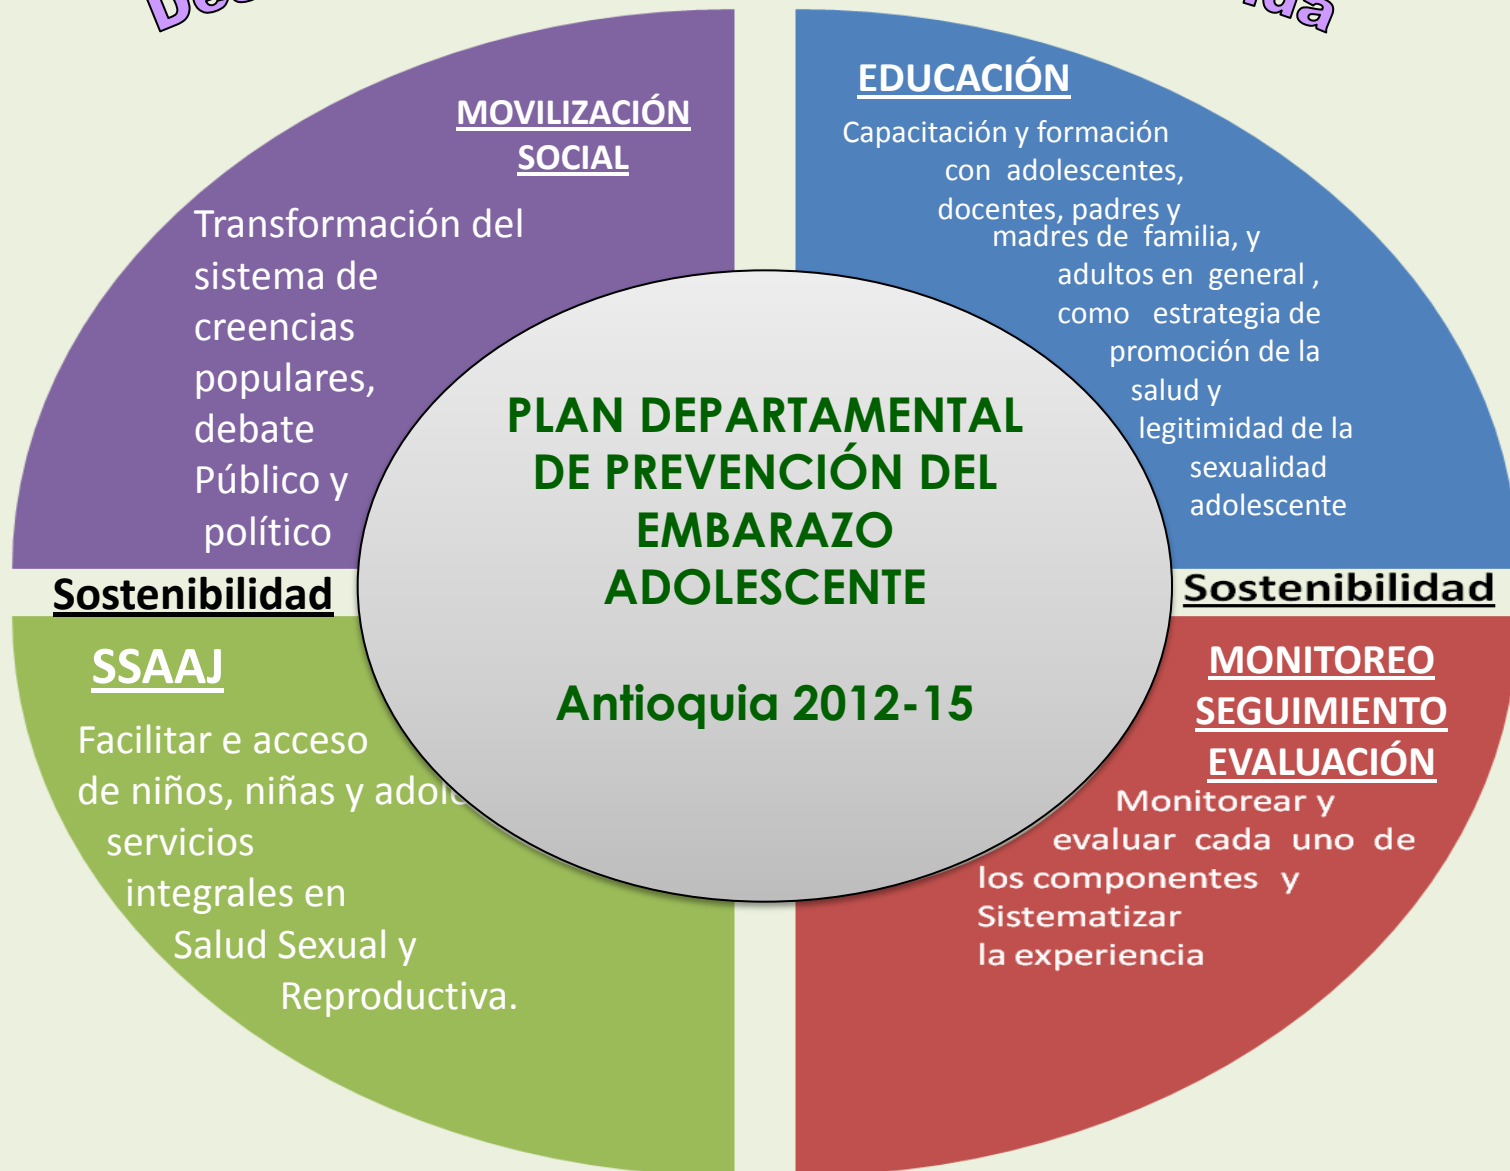 MOVILIZACIÓN
SOCIAL
Transformación del
sistema de
creencias
populares,
debate
Público y
político
EDUCACIÓN
Capacitación y formación
con adolescentes,
docentes, padres y
madres de familia, y
adultos en general ,
como estrategia de
promoción de la
salud y
legitimidad de la
sexualidad
adolescente
PLAN DEPARTAMENTAL
DE PREVENCIÓN DEL
EMBARAZO
ADOLESCENTE
Antioquia 2012-15
Sostenibilidad
Sostenibilidad
SSAAJ
Facilitar e acceso
de niños, niñas y
servicios
integrales en
Salud Sexual y
Reproductiva.
MONITOREO
SEGUIMIENTO
EVALUACIÓN
Monitorear y
evaluar cada uno de
los componentes y
Sistematizar
la experiencia